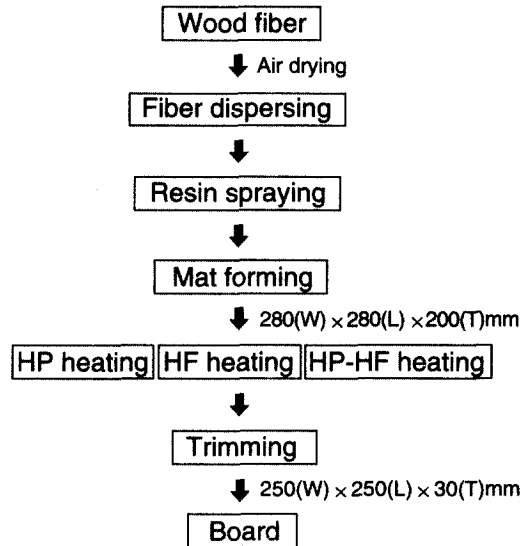 Wood fiber
Air drying
Fiber dispersing
Resin spraying
Mat forming
280(W) × 280(L) × 200(T)mm
HP heating HF heating HP-HF heating
Trimming
250(W) × 250(L) × 30(T)mm
Board